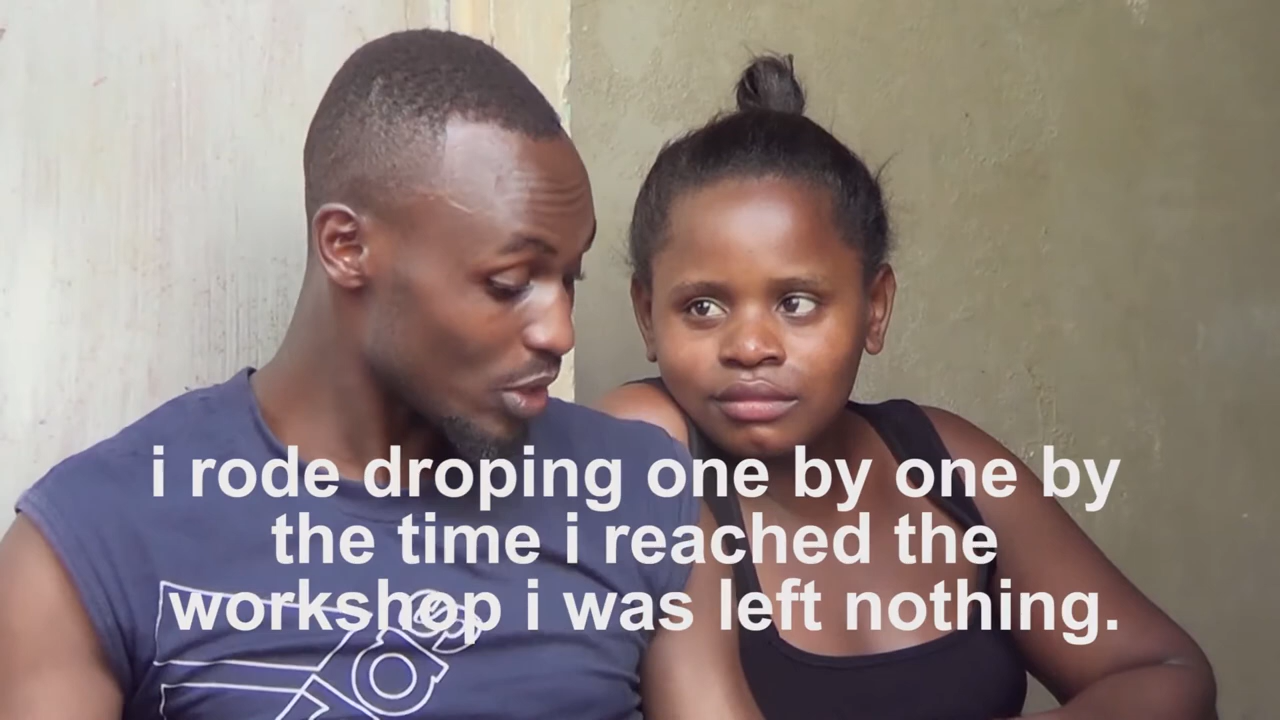 i rode droping one by one by
the time i reached the
workshop i was left nothing.